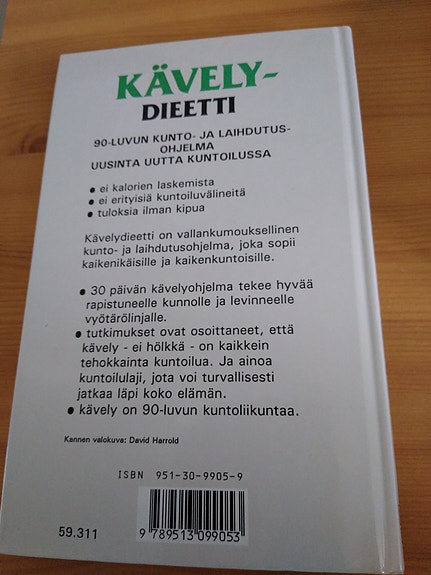 KÄVELY-
DIEETTI
90-LUVUN KUNTO- JA LAIHDUTUS-
OHJELMA
UUSINTA UUTTA KUNTOILUSSA
• ei kalorien laskemista
• ei erityisiä kuntoiluvälineitä
• tuloksia ilman kipua
Kävelydieetti on vallankumouksellinen
kunto- ja laihdutusohjelma, joka sopii
kaikenikäisille ja kaikenkuntoisille.
• 30 päivän kävelyohjelma tekee hyvää
rapistuneelle kunnolle ja levinneelle
vyötärölinjalle.
• tutkimukset ovat osoittaneet, että
kävely - ei hölkkä - on kaikkein
tehokkainta kuntoilua. Ja ainoa
kuntoilulaji, jota voi turvallisesti
jatkaa läpi koko elämän.
• kävely on 90-luvun kuntoliikuntaa.
Kannen valokuva: David Harrold
ISBN 951-30-9905-9
59.311
9 789513 099053